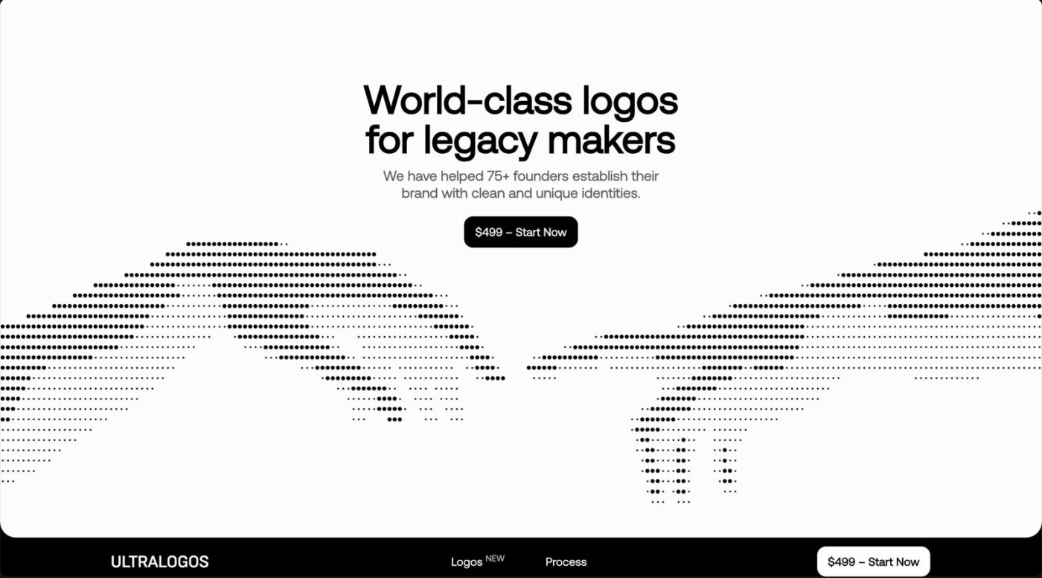 World-class logos
for legacy makers
We have helped 75+ founders establish their
brand with clean and unique identities.
$499 – Start Now
ULTRALOGOS
Logos NEW
Process
$499 – Start Now